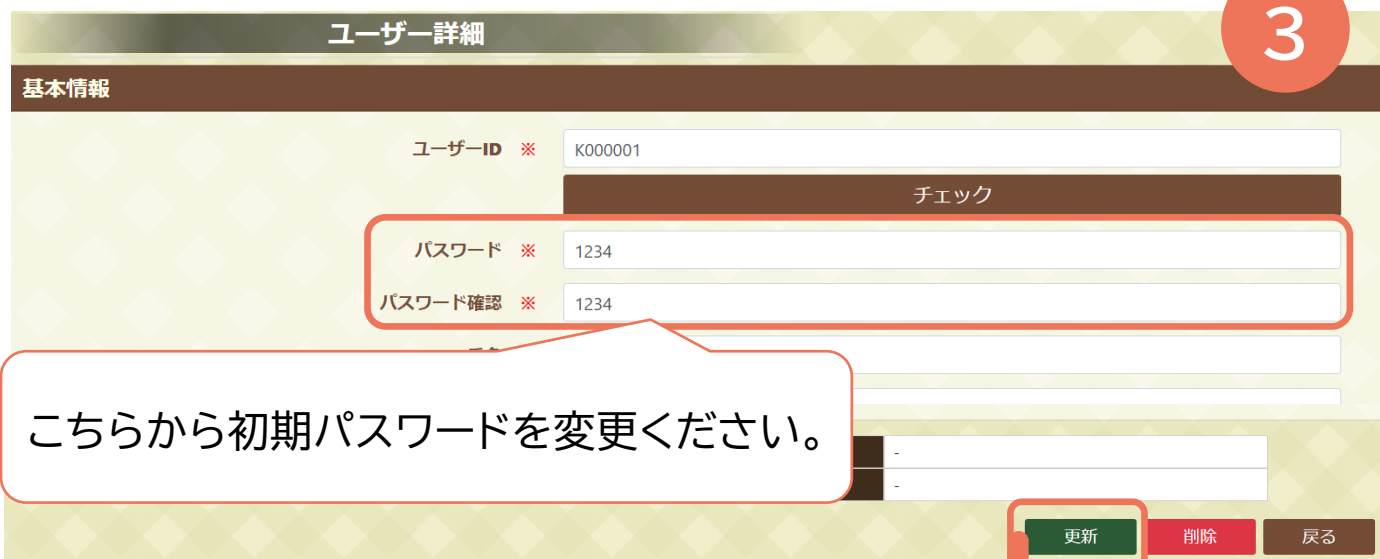 ユーザー詳細
3
基本情報
ユーザーID ※ K000001
チェック
パスワード ※ 1234
パスワード確認 ※ 1234
こちらから初期パスワードを変更ください。
-
-
更新 削除 戻る